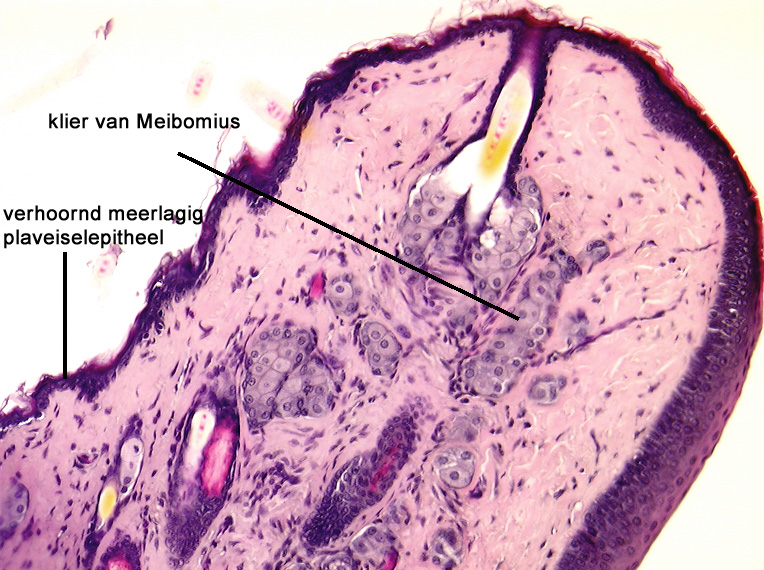 klier van Meibomius
verhoornd meerlagig
plaveiselepitheel